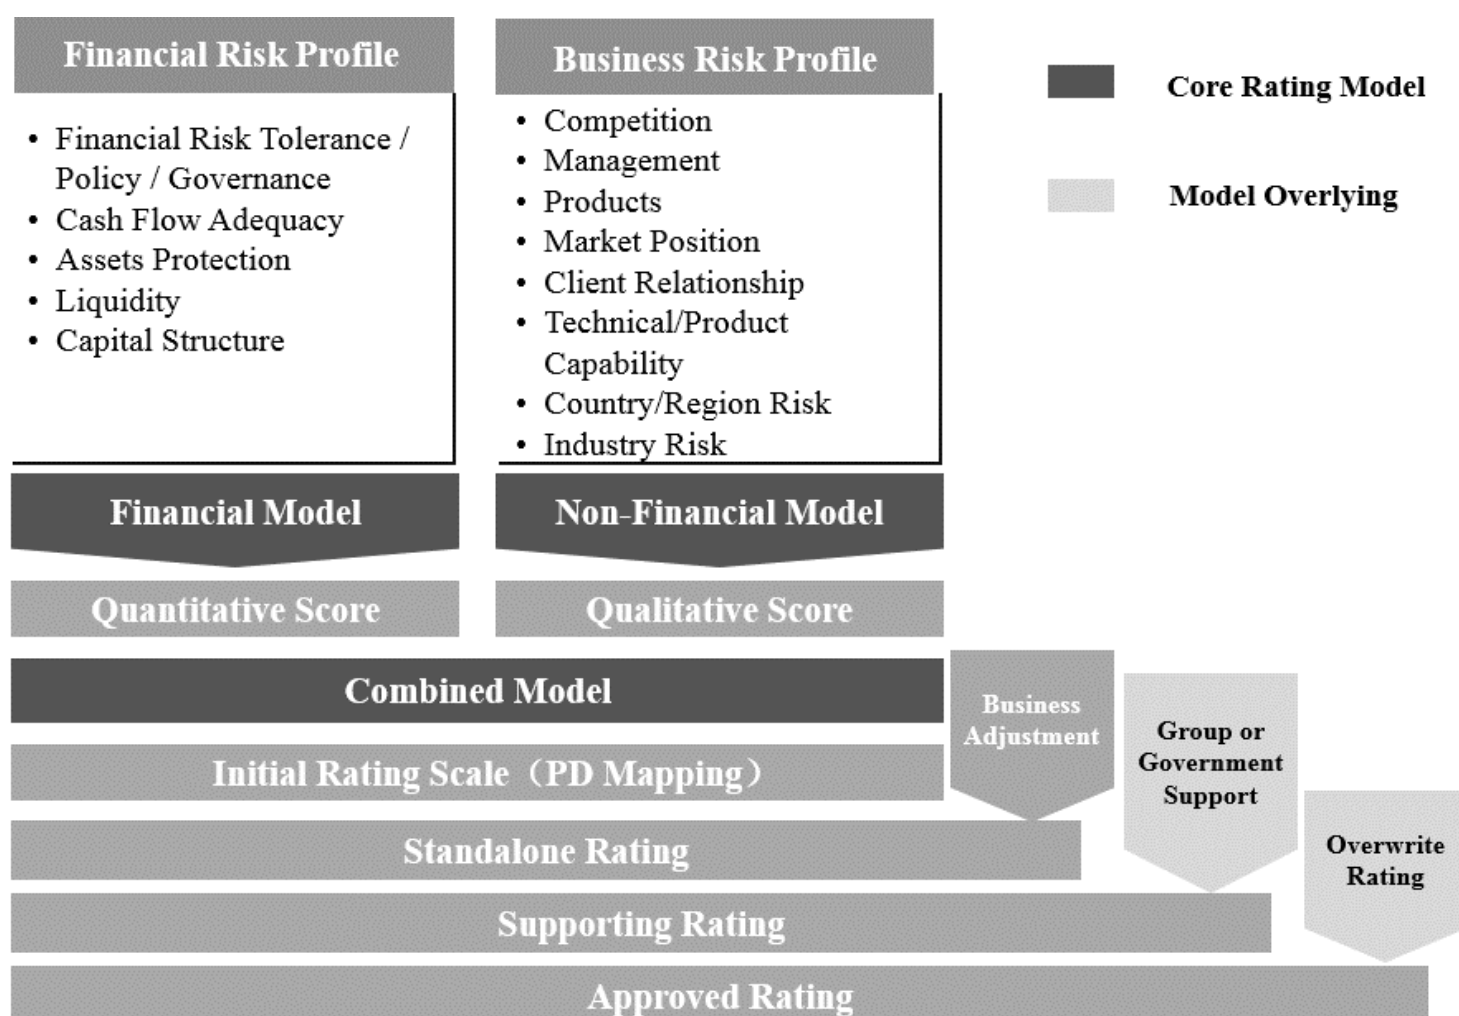 Financial Risk Profile
• Financial Risk Tolerance /
Policy / Governance
• Cash Flow Adequacy
• Assets Protection
• Liquidity
• Capital Structure
Business Risk Profile
• Competition
• Management
• Products
• Market Position
• Client Relationship
• Technical/Product
Capability
• Country/Region Risk
• Industry Risk
Core Rating Model
Model Overlying
Financial Model
Non-Financial Model
Quantitative Score
Qualitative Score
Combined Model
Initial Rating Scale（PD Mapping）
Business
Adjustment
Group or
Government
Support
Overwrite
Rating
Standalone Rating
Supporting Rating
Approved Rating